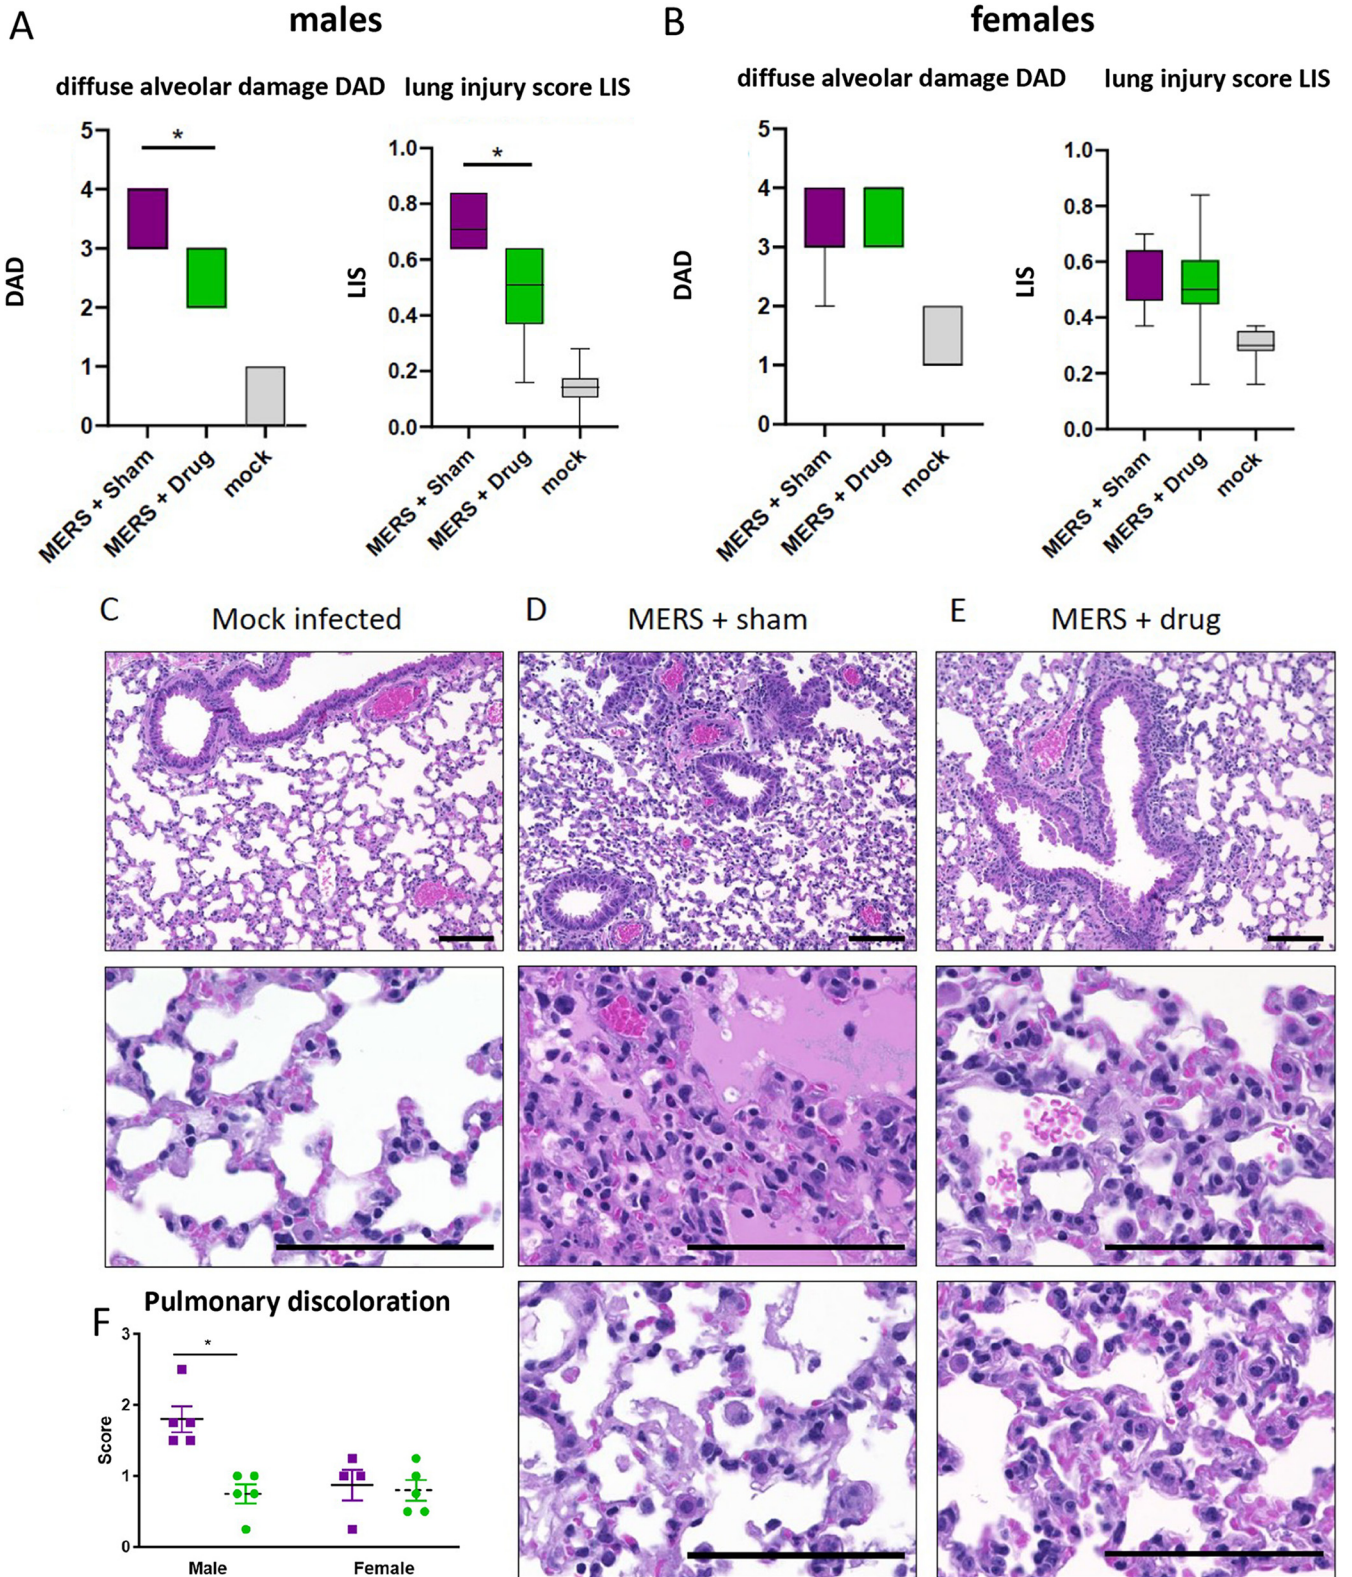 A
males
B
females
diffuse alveolar damage DAD
lung injury score LIS
diffuse alveolar damage DAD
lung injury score LIS
DAD
5
4
3
2
1
0
*
MERS + Sham
MERS + Drug
mock
LIS
1.0
0.8
0.6
0.4
0.2
0.0
*
MERS + Sham
MERS + Drug
mock
DAD
5
4
3
2
1
0
MERS + Sham
MERS + Drug
mock
LIS
1.0
0.8
0.6
0.4
0.2
0.0
MERS + Sham
MERS + Drug
mock
C
Mock infected
D
MERS + sham
E
MERS + drug
F
Pulmonary discoloration
Score
3
2
1
0
*
Male
Female